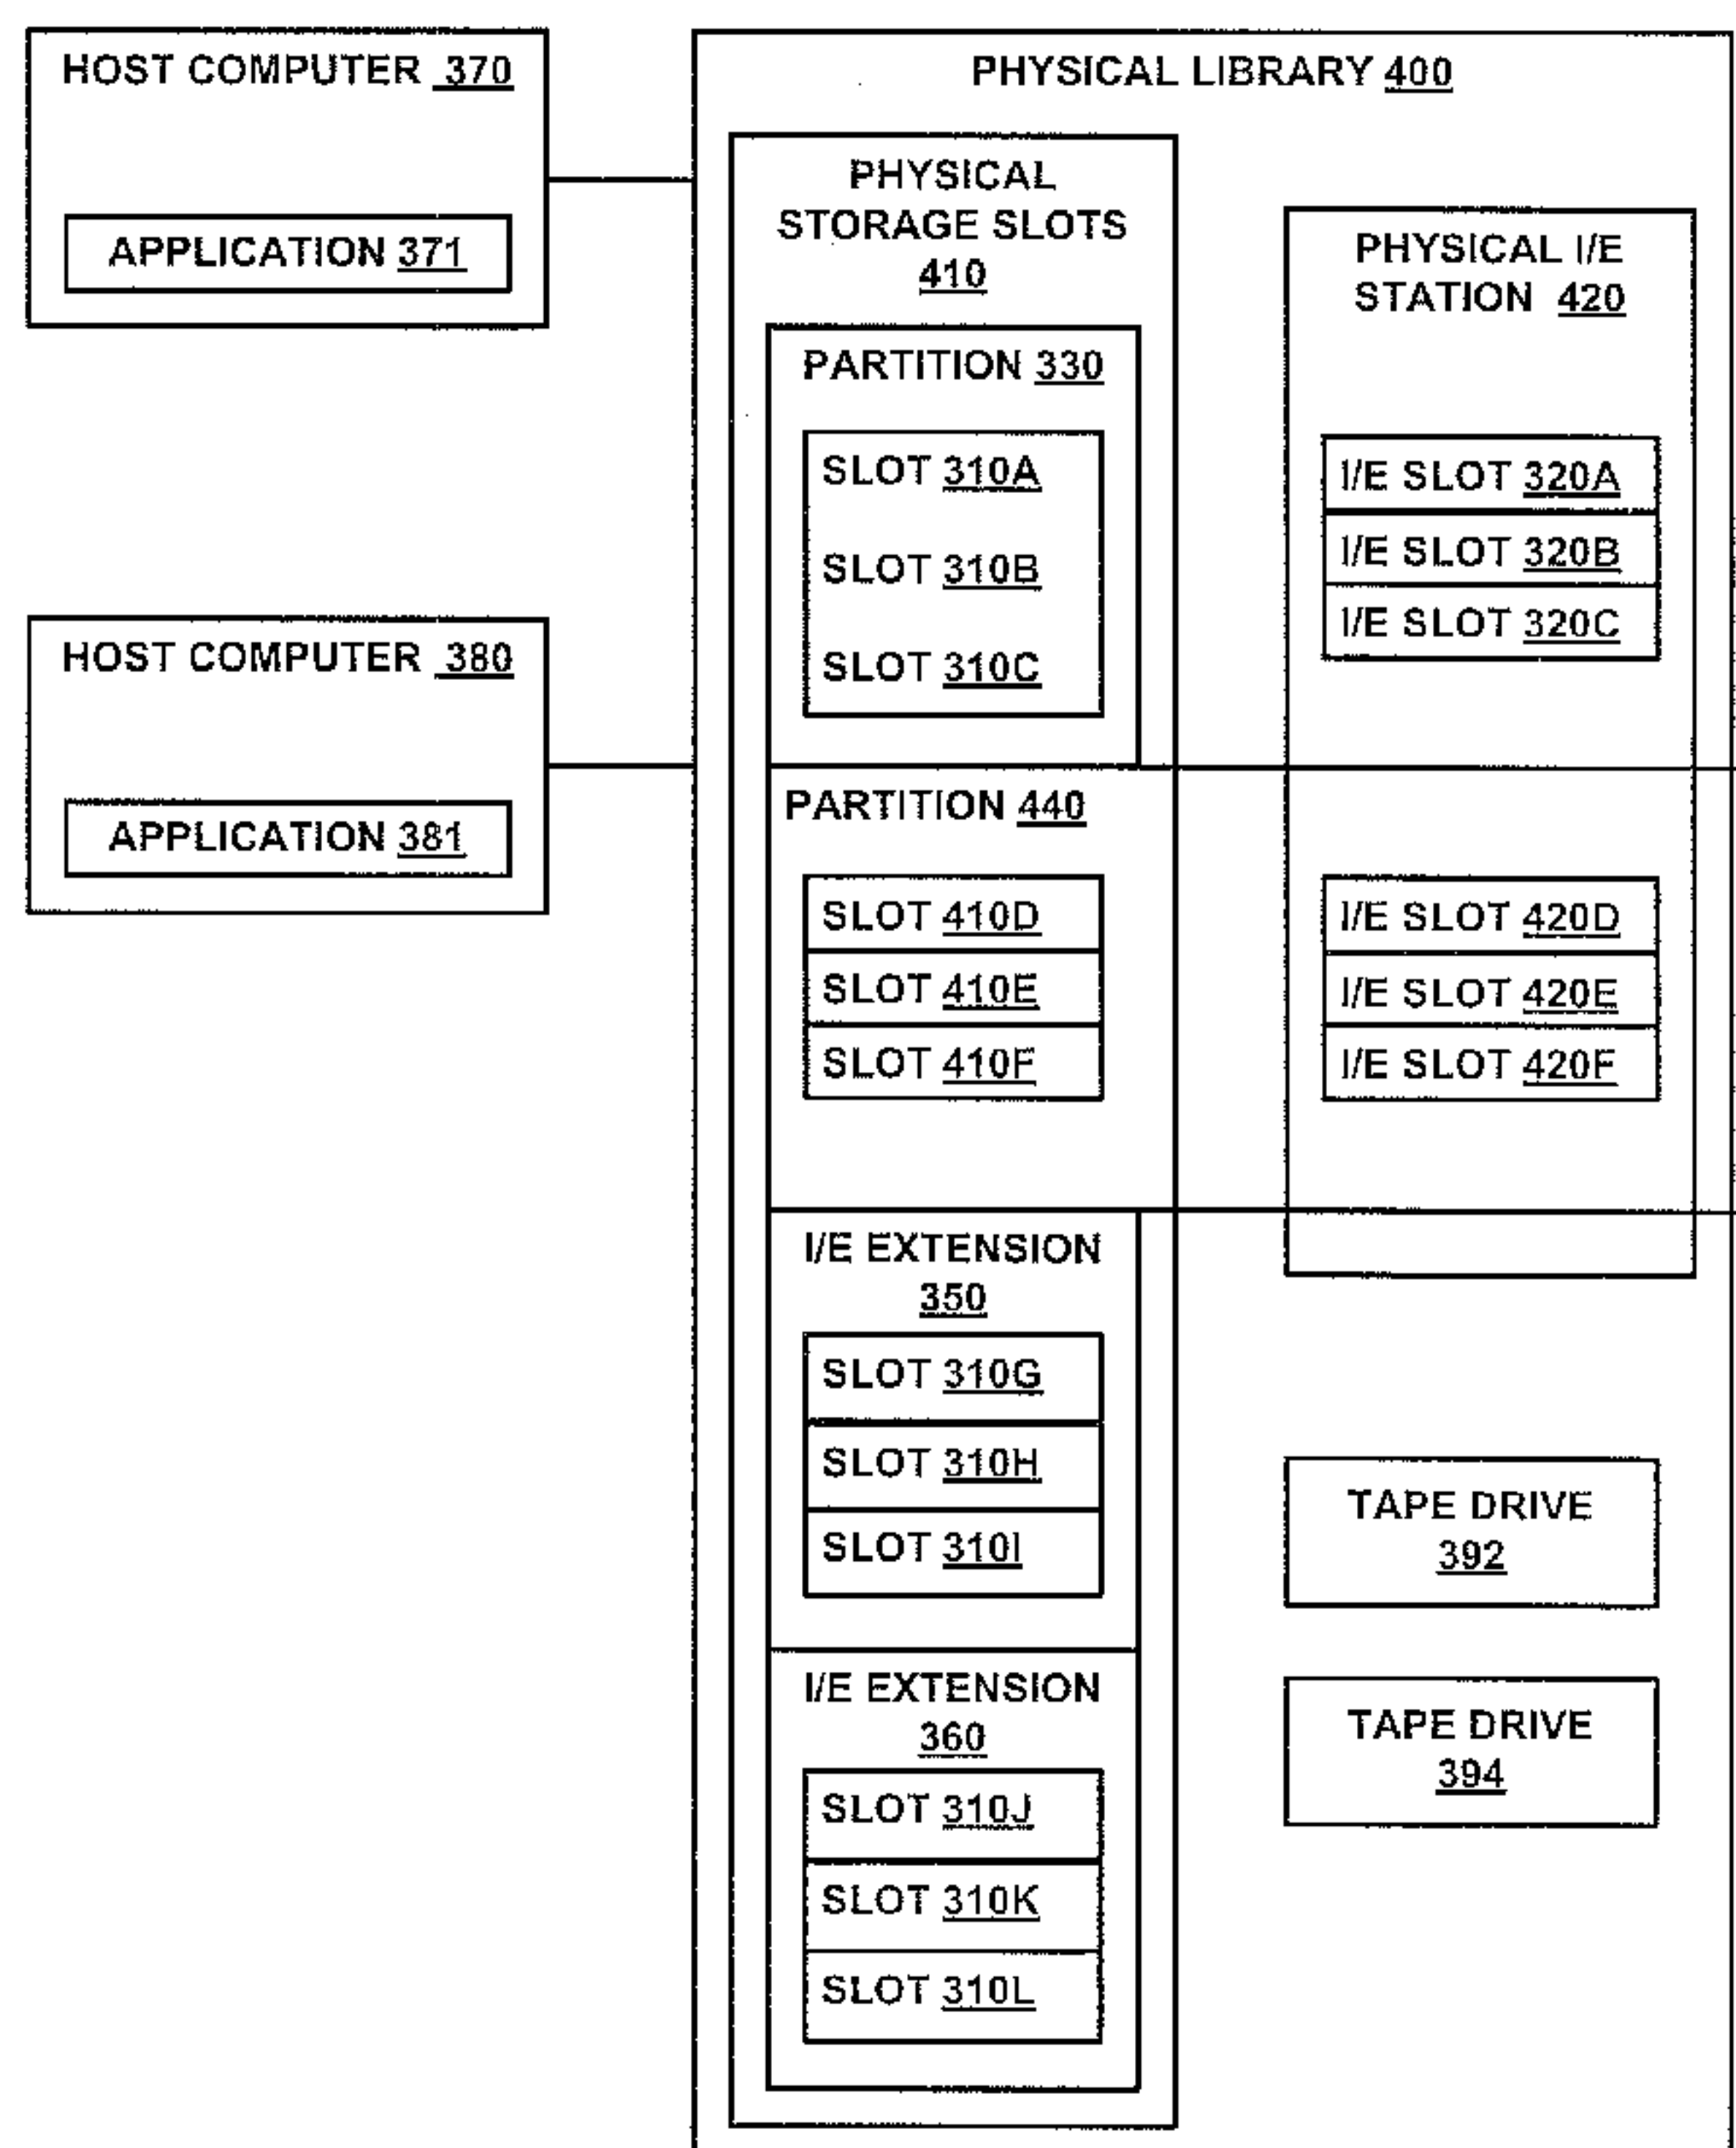 HOST COMPUTER 370
APPLICATION 371
HOST COMPUTER 380
APPLICATION 381
PHYSICAL LIBRARY 400
PHYSICAL
STORAGE SLOTS
410
PARTITION 330
SLOT 310A
SLOT 310B
SLOT 310C
PARTITION 440
SLOT 410D
SLOT 410E
SLOT 410F
I/E EXTENSION
350
SLOT 310G
SLOT 310H
SLOT 310I
I/E EXTENSION
360
SLOT 310J
SLOT 310K
SLOT 310L
PHYSICAL I/E
STATION 420
I/E SLOT 320A
I/E SLOT 320B
I/E SLOT 320C
I/E SLOT 420D
I/E SLOT 420E
I/E SLOT 420F
TAPE DRIVE
392
TAPE DRIVE
394